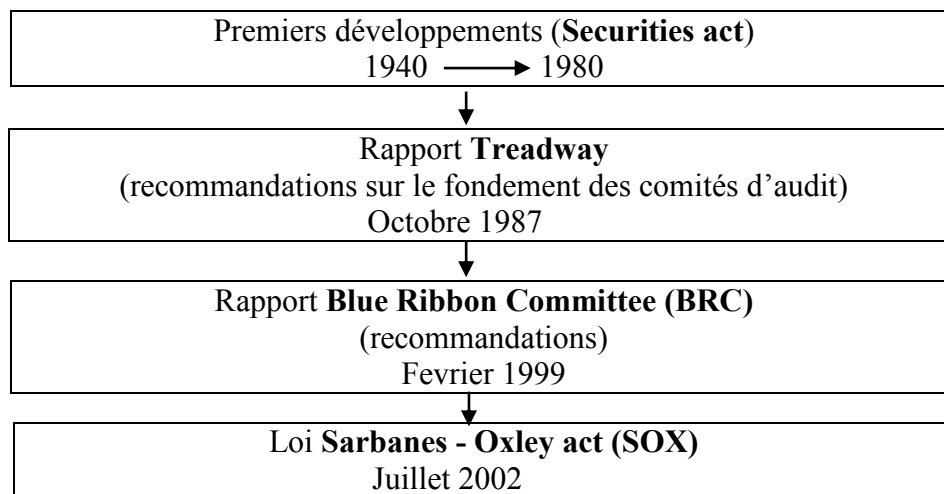 Premiers développements (Securities act)
1940 ⟶ 1980
Rapport Treadway
(recommandations sur le fondement des comités d’audit)
Octobre 1987
Rapport Blue Ribbon Committee (BRC)
(recommandations)
Fevrier 1999
Loi Sarbanes - Oxley act (SOX)
Juillet 2002